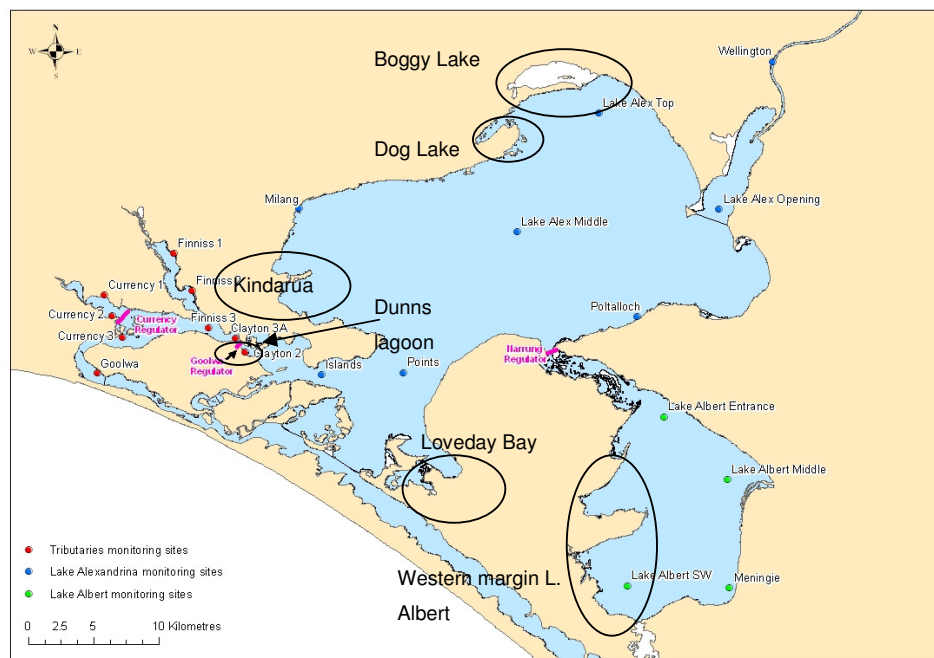 N
W E
S
Boggy Lake
Wellington
Lake Alex Top
Dog Lake
Milang
Lake Alex Opening
Lake Alex Middle
Finniss 1
Kindarua
Finniss 2
Currency 1
Dunns
lagoon
Currency 2
Currency
Regulator
Finniss 3
Clayton 3A
Poltalloch
Currency 3
Clayton 2
Goolwa
Regulator
Narrung
Regulator
Goolwa
Islands
Points
Lake Albert Entrance
Loveday Bay
Lake Albert Middle
Western margin L.
Albert
Lake Albert SW
Meningie
Tributaries monitoring sites
Lake Alexandrina monitoring sites
Lake Albert monitoring sites
0 2.5 5 10 Kilometres